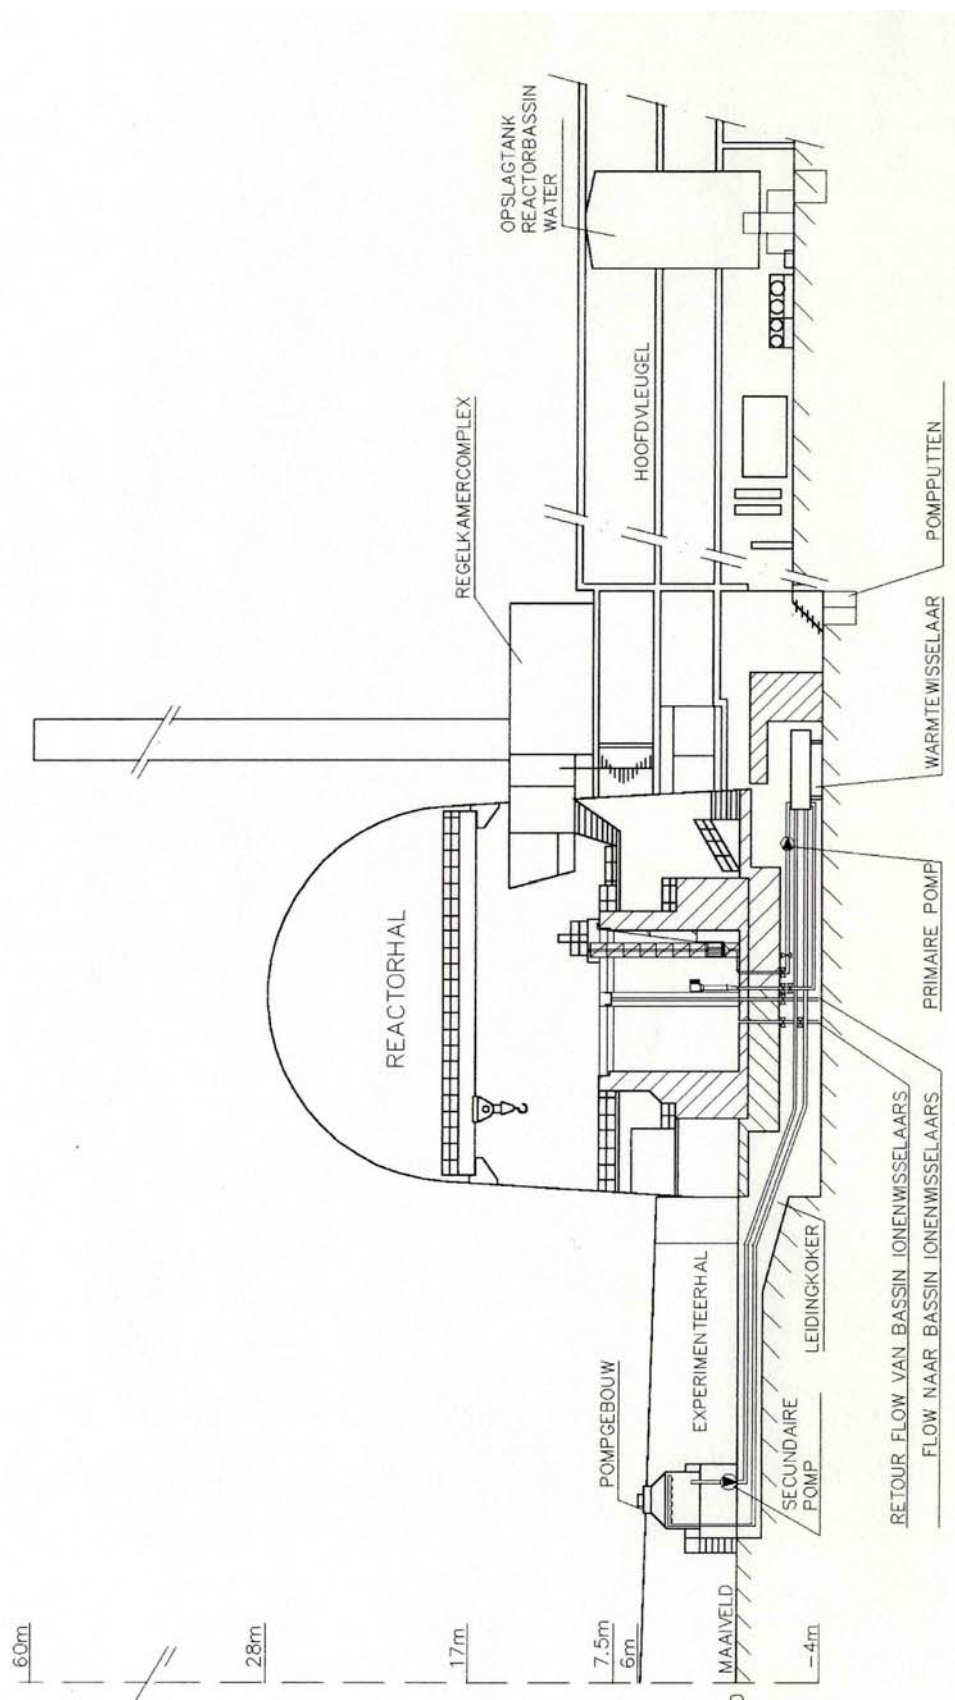 60m
28m
17m
7.5m
6m
MAAIVELD
-4m
POMPGEBOUW
EXPERIMENTEERHAL
SECUNDAIRE
POMP
LEIDINGKOKER
RETOUR FLOW VAN BASSIN IONENWISSELAARS
FLOW NAAR BASSIN IONENWISSELAARS
REACTORHAL
PRIMAIRE POMP
WARMTEWISSELAAR
POMPPUTTEN
REGELKAMERCOMPLEX
HOOFDVLEUGEL
OPSLAGTANK
REACTORBASSIN
WATER